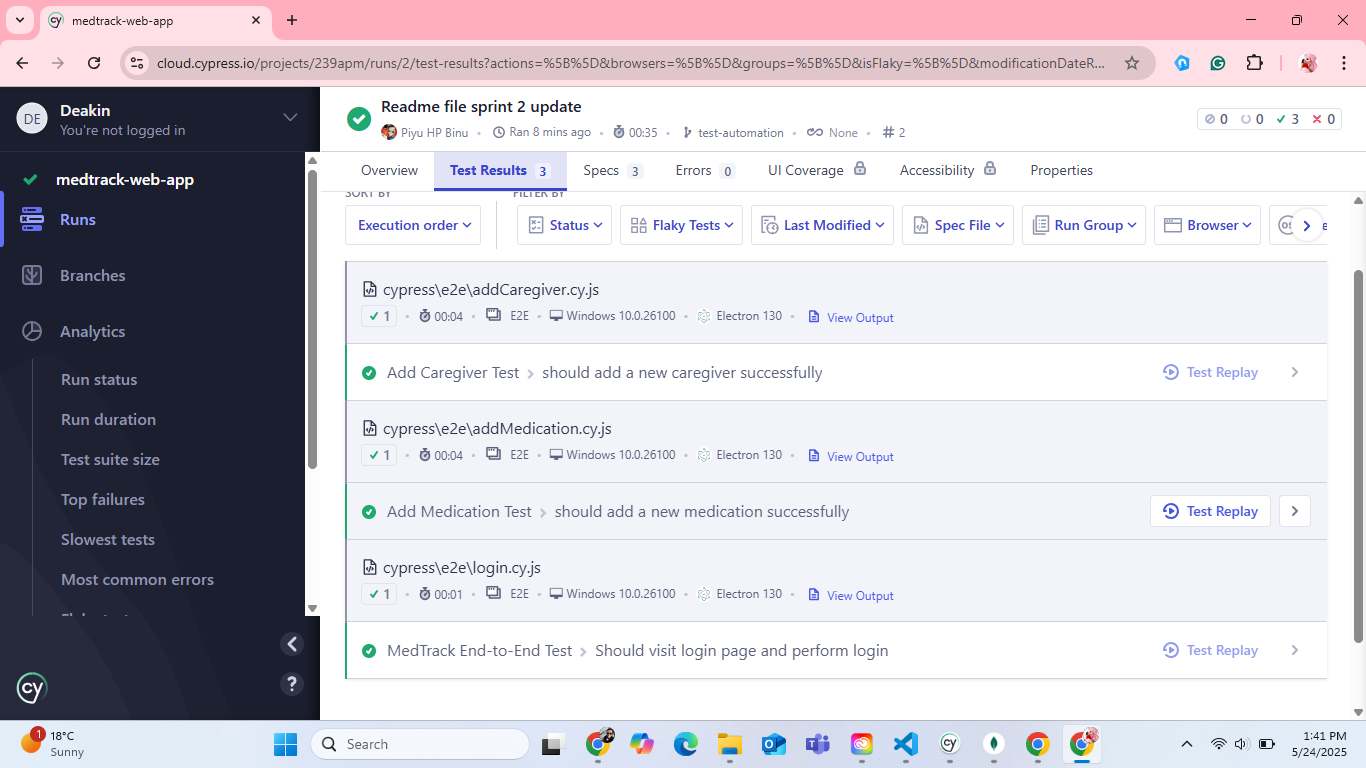 medtrack-web-app
cloud.cypress.io/projects/239apm/runs/2/test-results?actions=%5B%5D&browsers=%5B%5D&groups=%5B%5D&isFlaky=%5B%5D&modificationDateR...
DE
Deakin
You're not logged in
medtrack-web-app
Runs
Branches
Analytics
Run status
Run duration
Test suite size
Top failures
Slowest tests
Most common errors
cy
?
Readme file sprint 2 update
Piyu HP Binu • Ran 8 mins ago • 00:35 • test-automation • None • # 2
0 0 3 0
Overview Test Results 3 Specs 3 Errors 0 UI Coverage Accessibility Properties
SORT BY FILTER BY
Execution order Status Flaky Tests Last Modified Spec File Run Group Browser
cypress\e2e\addCaregiver.cy.js
1 • 00:04 • E2E • Windows 10.0.26100 • Electron 130 • View Output
Add Caregiver Test > should add a new caregiver successfully Test Replay
cypress\e2e\addMedication.cy.js
1 • 00:04 • E2E • Windows 10.0.26100 • Electron 130 • View Output
Add Medication Test > should add a new medication successfully Test Replay
cypress\e2e\login.cy.js
1 • 00:01 • E2E • Windows 10.0.26100 • Electron 130 • View Output
MedTrack End-to-End Test > Should visit login page and perform login Test Replay
1
18°C
Sunny
Search
1:41 PM
5/24/2025